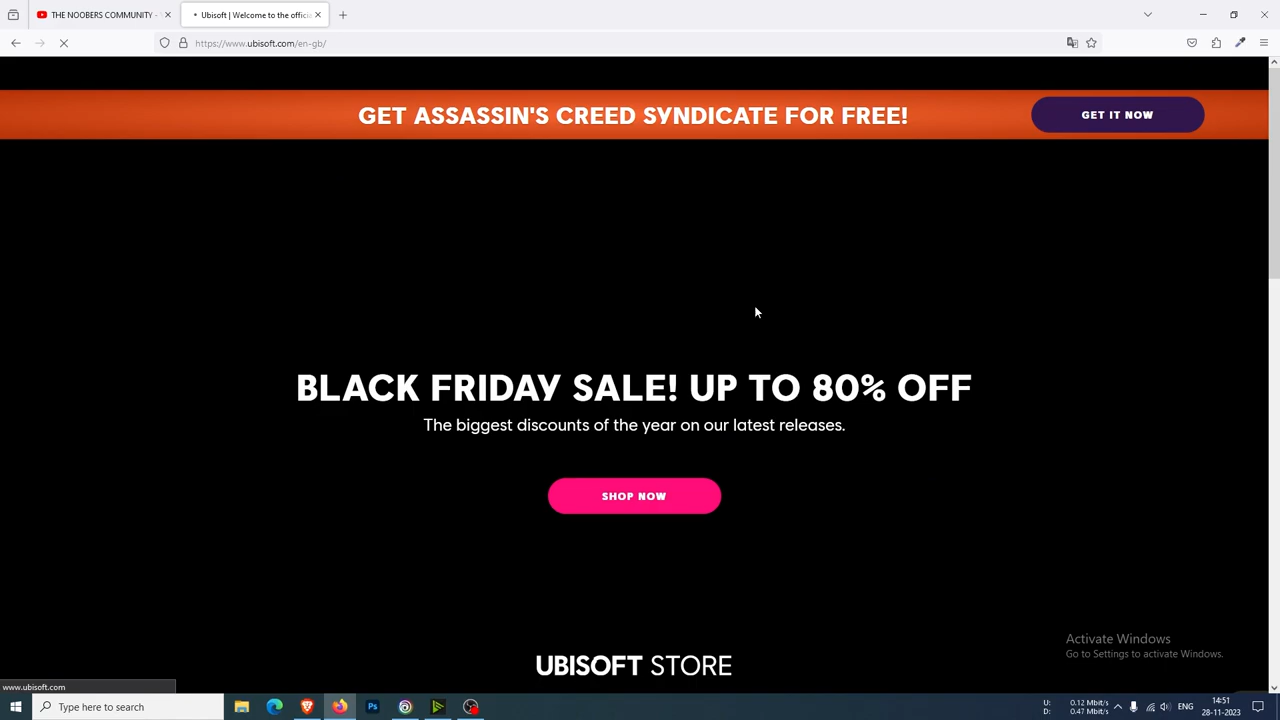 THE NOOBERS COMMUNITY -
Ubisoft | Welcome to the offici
https://www.ubisoft.com/en-gb/
GET ASSASSIN'S CREED SYNDICATE FOR FREE!
GET IT NOW
BLACK FRIDAY SALE! UP TO 80% OFF
The biggest discounts of the year on our latest releases.
SHOP NOW
UBISOFT STORE
Activate Windows
Go to Settings to activate Windows.
www.ubisoft.com
Type here to search
Ps
U: 0.12 Mbit/s
D: 0.47 Mbit/s
ENG
14:51
28-11-2023